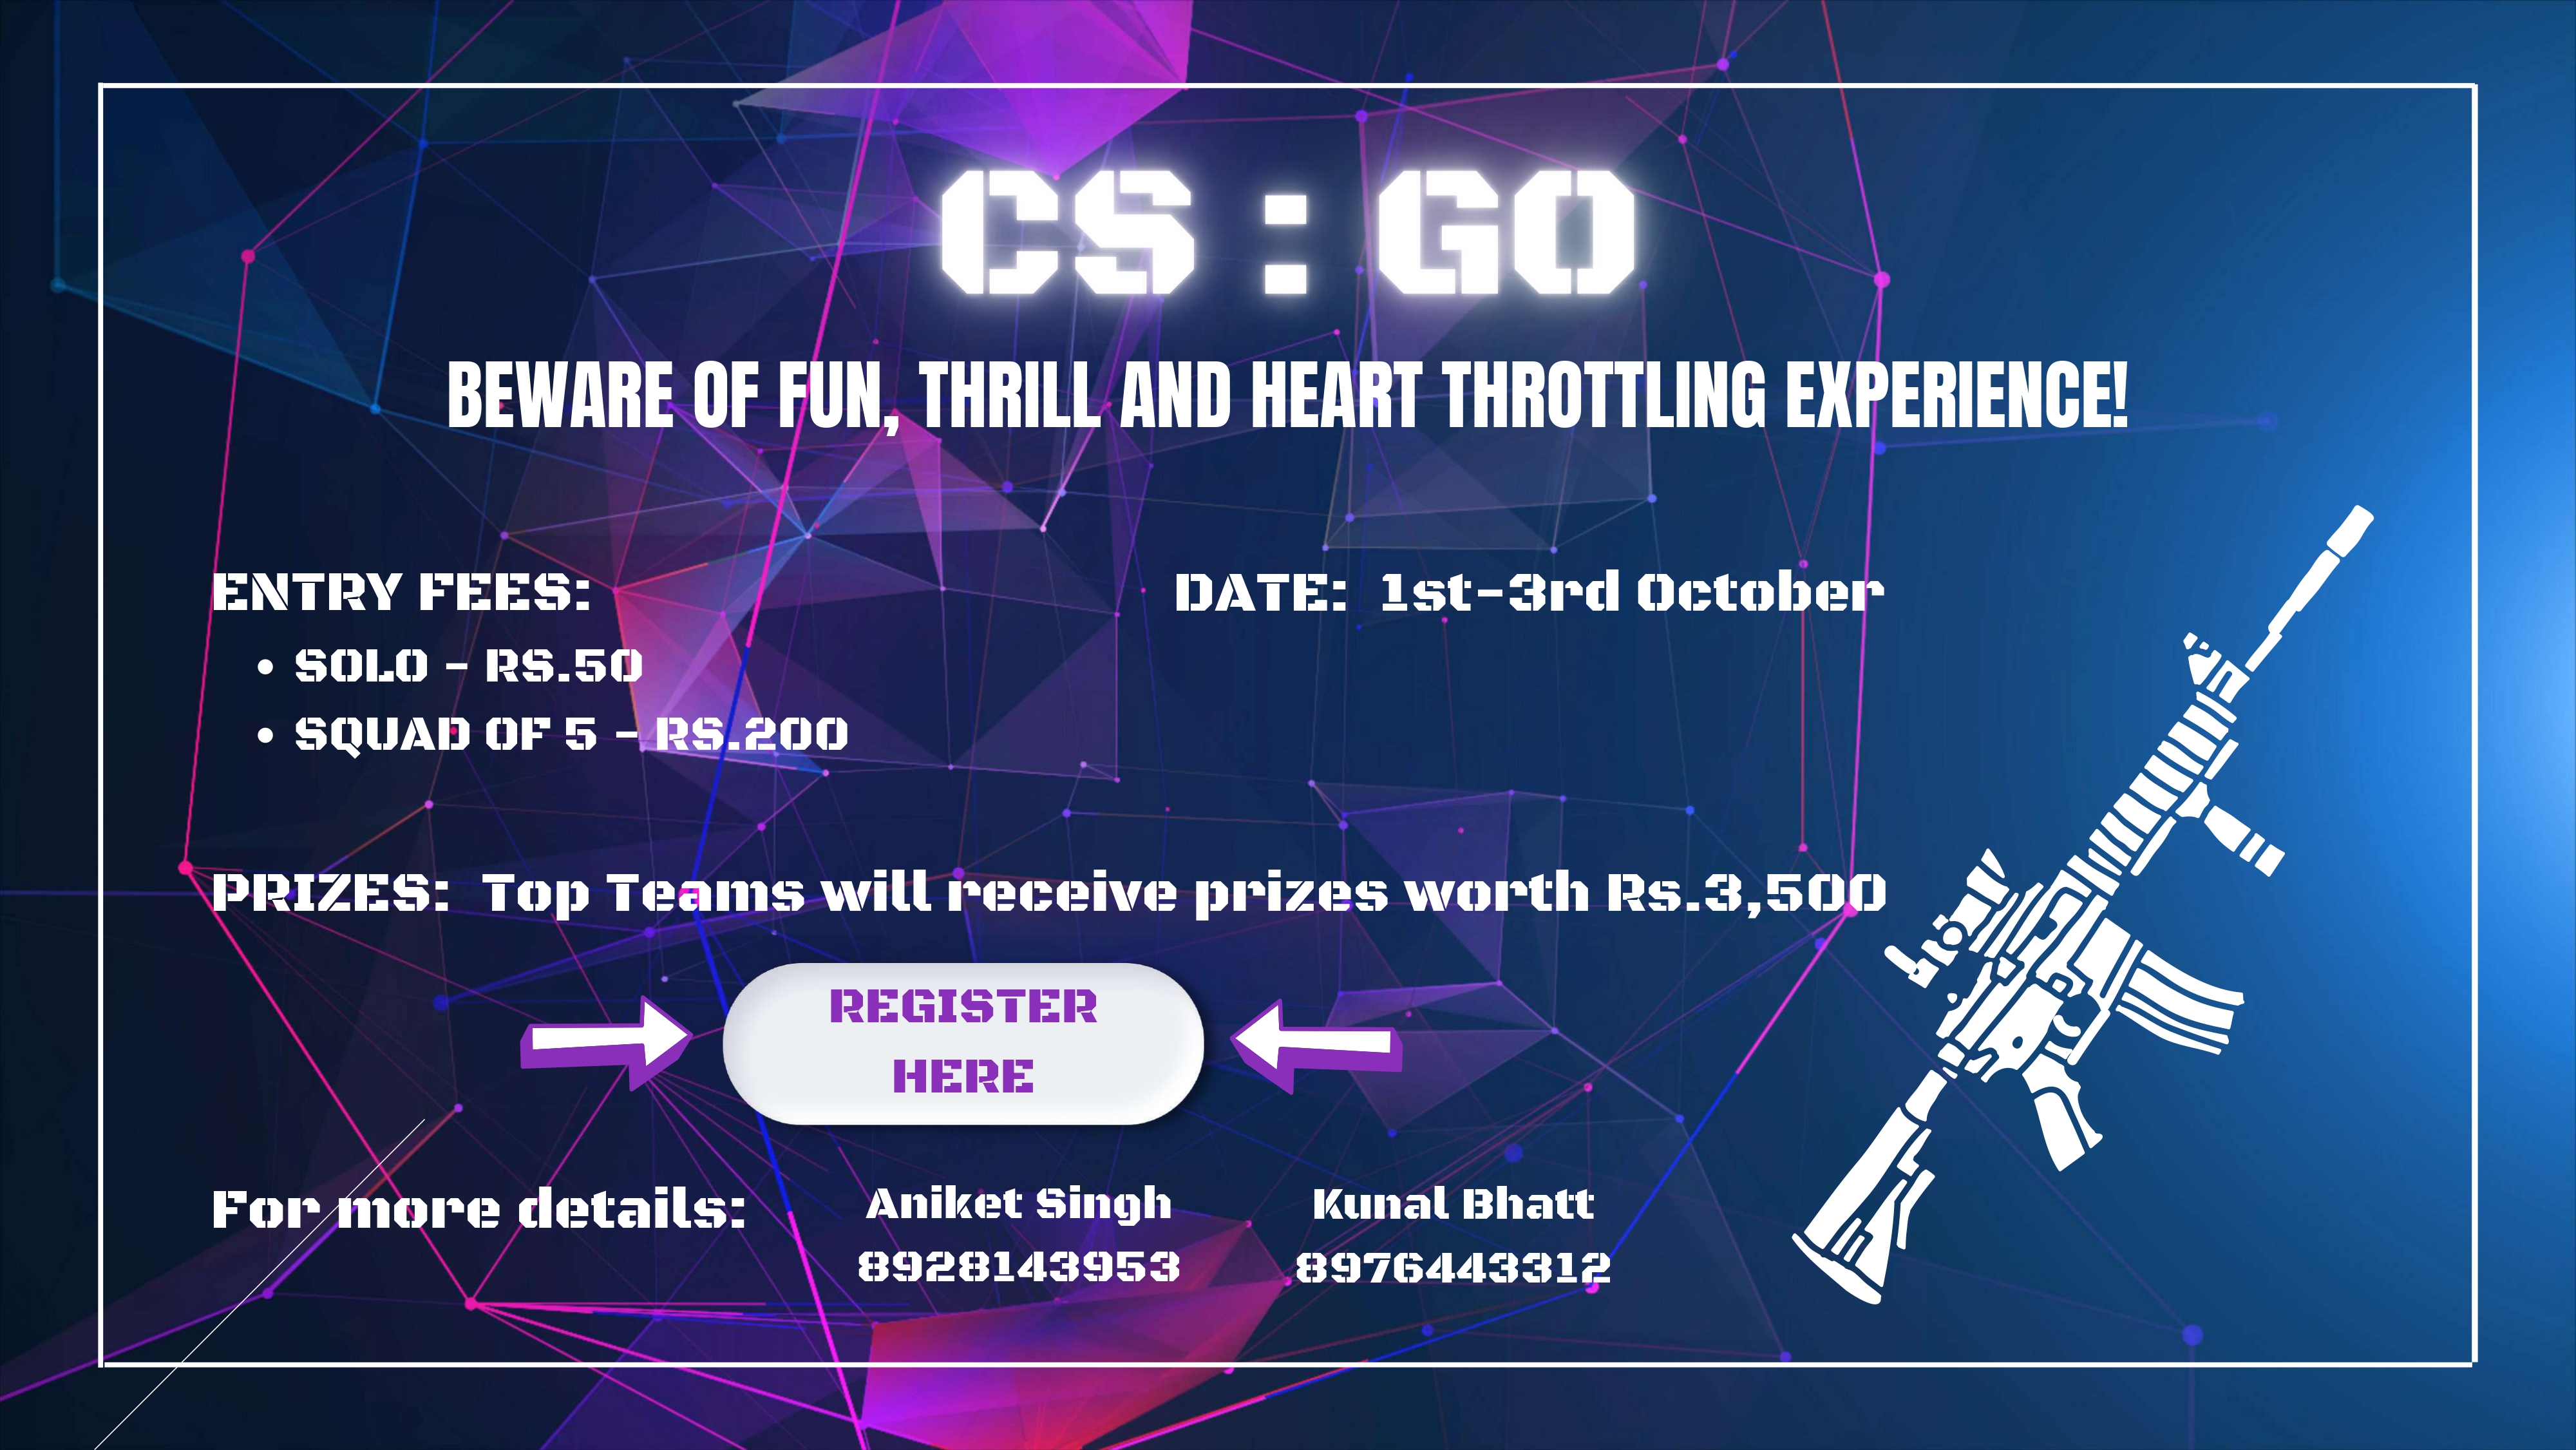 CS : GO
BEWARE OF FUN, THRILL AND HEART THROTTLING EXPERIENCE!
ENTRY FEES:
DATE: 1st-3rd October
• SOLO - RS.50
• SQUAD OF 5 - RS.200
PRIZES: Top Teams will receive prizes worth Rs.3,500
REGISTER
HERE
For more details:
Aniket Singh
8928143953
Kunal Bhatt
8976443312